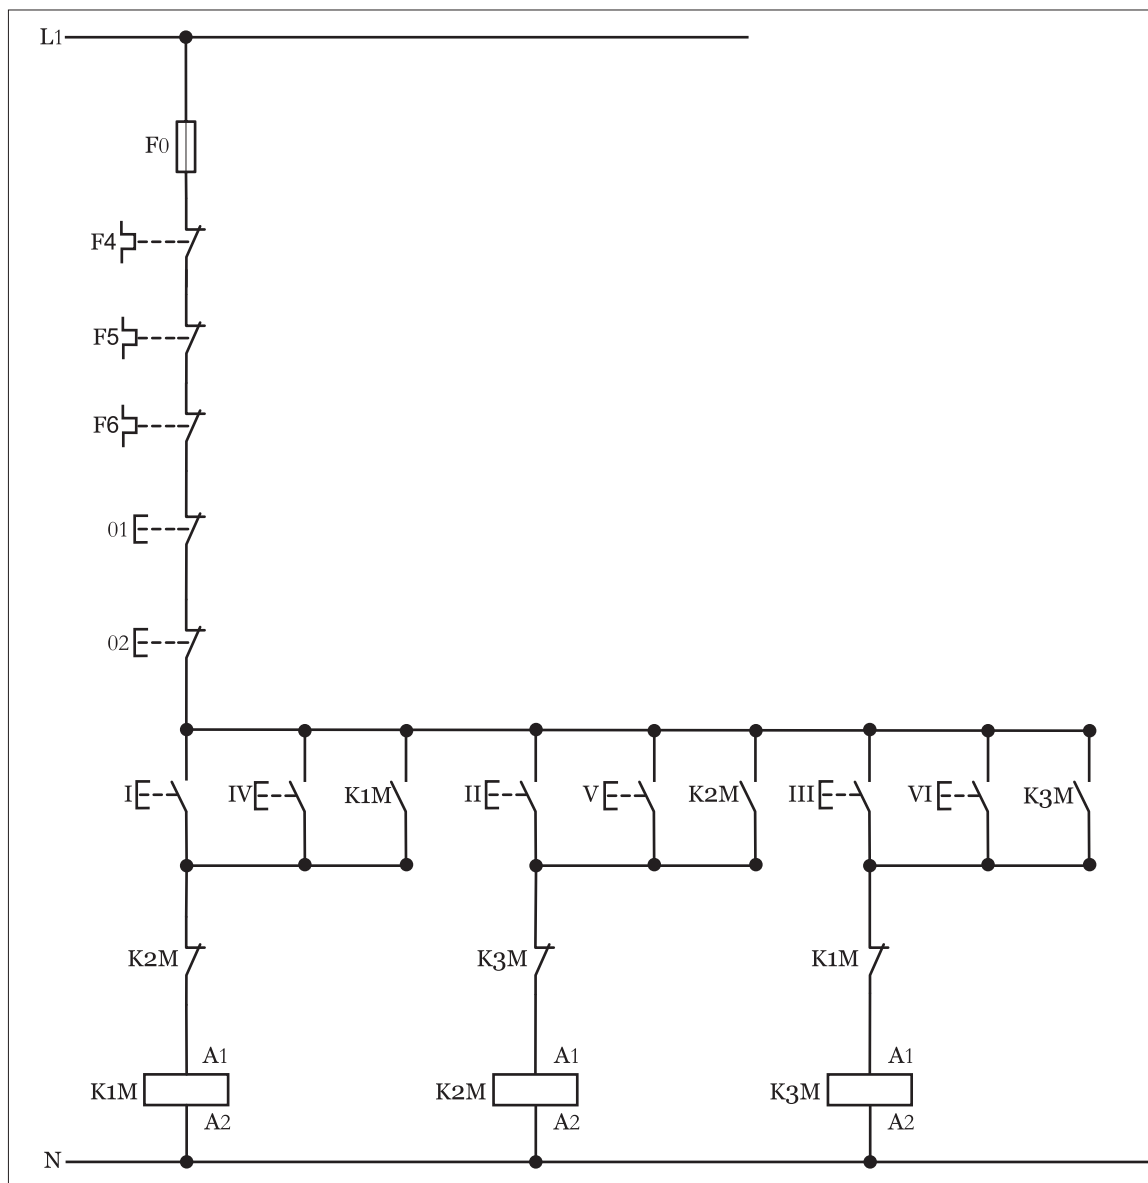 L1
F0
F4
F5
F6
01
02
I IV K1M II V K2M III VI K3M
K2M K3M K1M
A1 A1 A1
K1M K2M K3M
A2 A2 A2
N